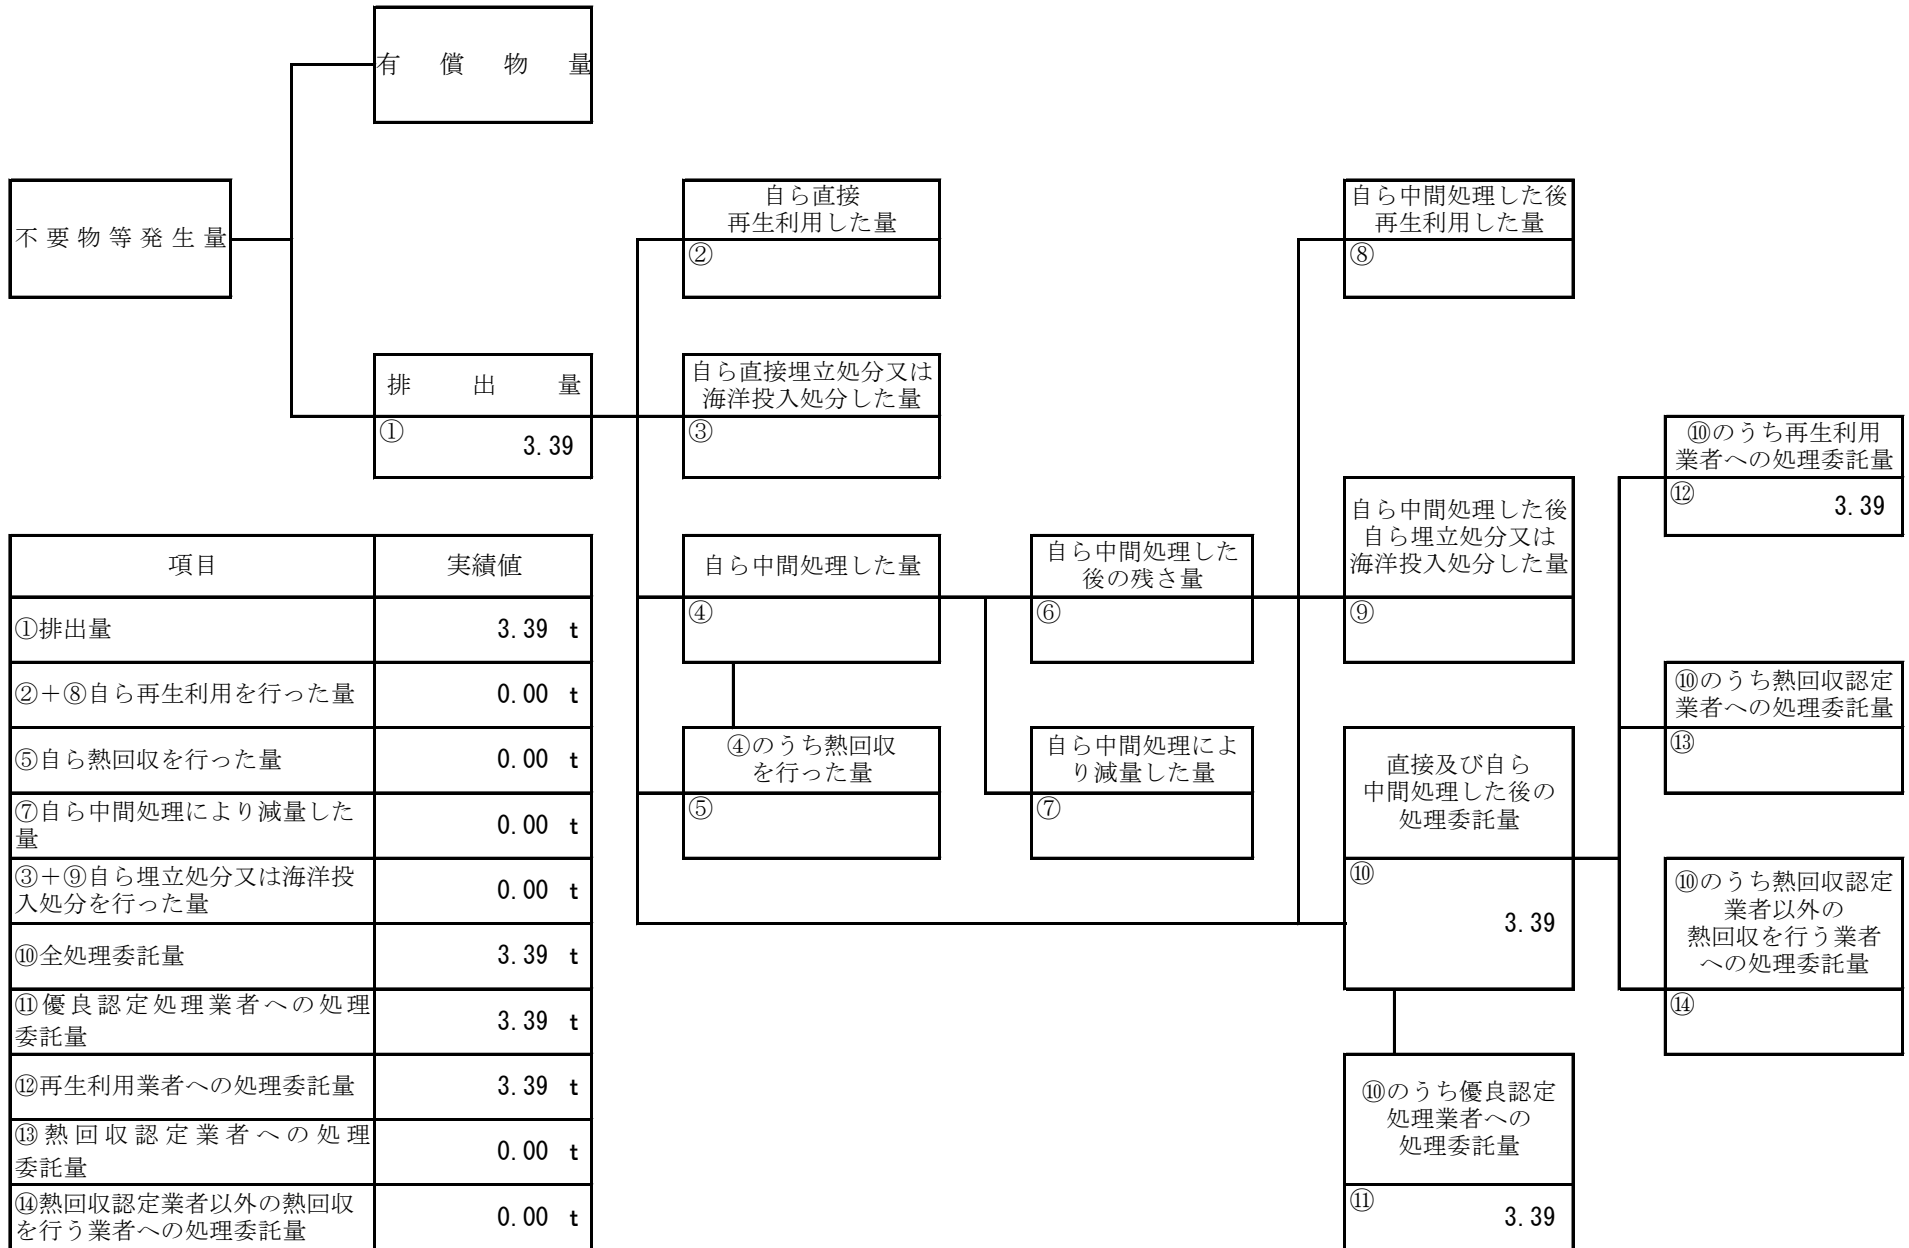 有償物量
不要物等発生量
排出量
①
3.39
自ら直接
再生利用した量
②
自ら直接埋立処分又は
海洋投入処分した量
③
自ら中間処理した量
④
④のうち熱回収
を行った量
⑤
自ら中間処理した
後の残さ量
⑥
自ら中間処理によ
り減量した量
⑦
自ら中間処理した後
再生利用した量
⑧
自ら中間処理した後
自ら埋立処分又は
海洋投入処分した量
⑨
直接及び自ら
中間処理した後の
処理委託量
⑩
3.39
⑩のうち優良認定
処理業者への
処理委託量
⑪
3.39
⑩のうち再生利用
業者への処理委託量
⑫
3.39
⑩のうち熱回収認定
業者への処理委託量
⑬
⑩のうち熱回収認定
業者以外の
熱回収を行う業者
への処理委託量
⑭
項目 実績値
①排出量 3.39 t
②＋⑧自ら再生利用を行った量 0.00 t
⑤自ら熱回収を行った量 0.00 t
⑦自ら中間処理により減量した
量 0.00 t
③＋⑨自ら埋立処分又は海洋投
入処分を行った量 0.00 t
⑩全処理委託量 3.39 t
⑪優良認定処理業者への処理
委託量 3.39 t
⑫再生利用業者への処理委託量 3.39 t
⑬熱回収認定業者への処理
委託量 0.00 t
⑭熱回収認定業者以外の熱回収
を行う業者への処理委託量 0.00 t